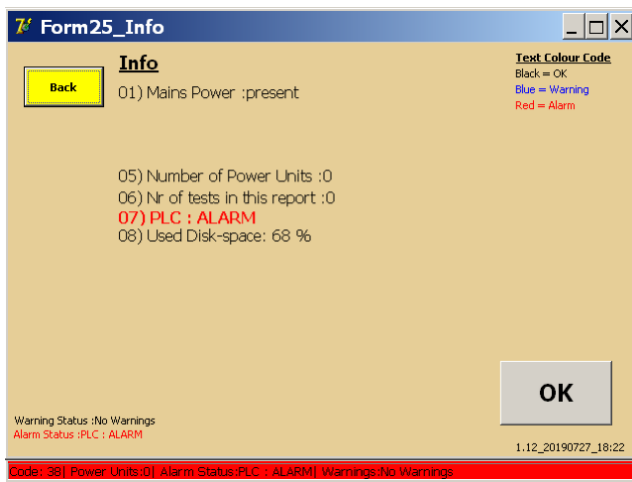 Form25_Info
Back
Info
01) Mains Power :present
Text Colour Code
Black = OK
Blue = Warning
Red = Alarm
05) Number of Power Units :0
06) Nr of tests in this report :0
07) PLC : ALARM
08) Used Disk-space: 68 %
OK
Warning Status :No Warnings
Alarm Status :PLC : ALARM
1.12_20190727_18:22
Code: 38| Power Units:0| Alarm Status:PLC : ALARM| Warnings:No Warnings